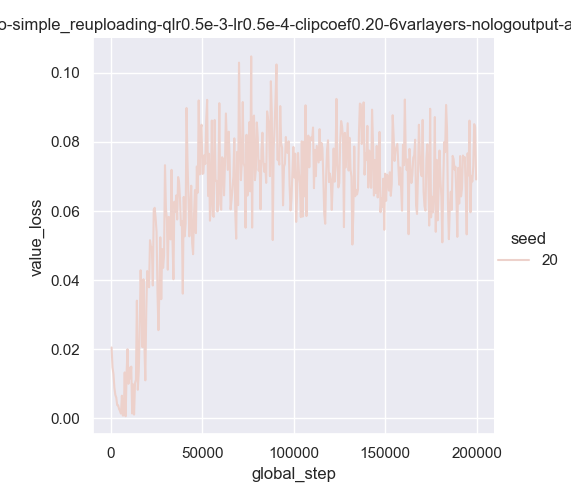 o-simple_reuploading-qlr0.5e-3-lr0.5e-4-clipcoef0.20-6varlayers-nologoutput-a
0.10
0.08
0.06
0.04
0.02
0.00
value_loss
0 50000 100000 150000 200000
global_step
seed
20